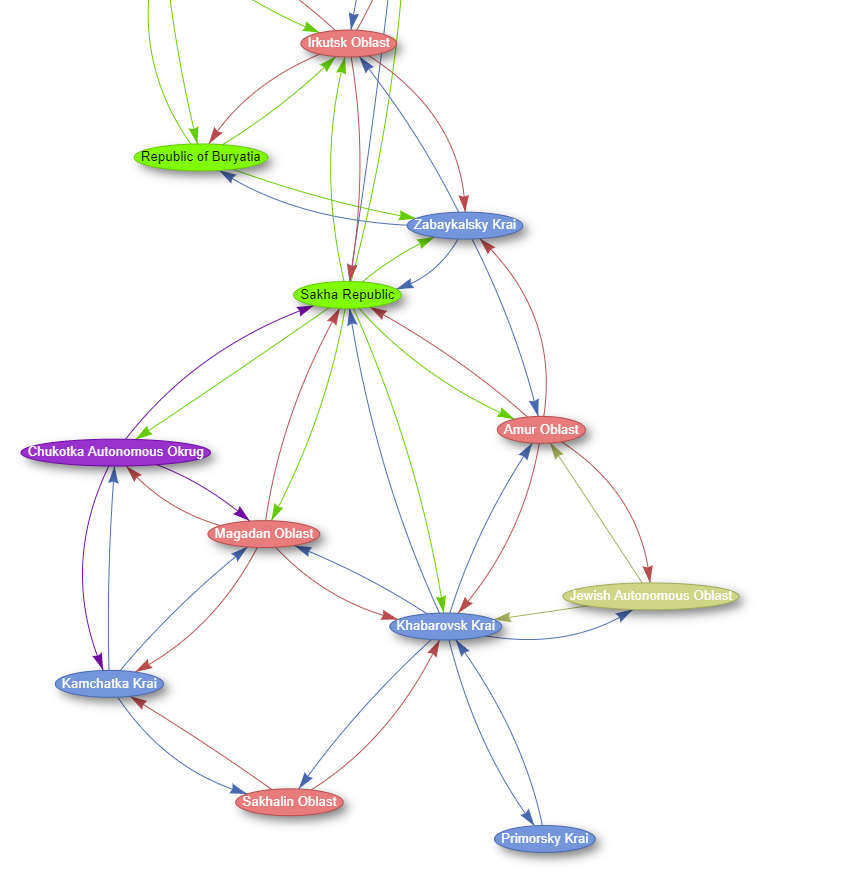 Irkutsk Oblast
Republic of Buryatia
Zabaykalsky Krai
Sakha Republic
Amur Oblast
Chukotka Autonomous Okrug
Magadan Oblast
Jewish Autonomous Oblast
Khabarovsk Krai
Kamchatka Krai
Sakhalin Oblast
Primorsky Krai